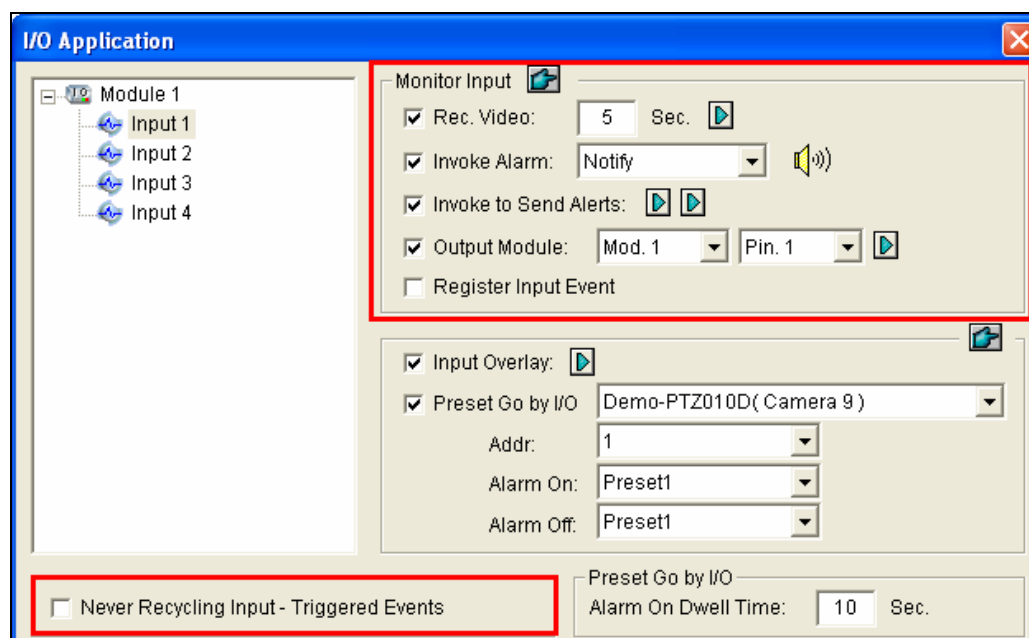 I/O Application
Module 1
Input 1
Input 2
Input 3
Input 4
Monitor Input
Rec. Video: 5 Sec.
Invoke Alarm: Notify
Invoke to Send Alerts:
Output Module: Mod. 1 Pin. 1
Register Input Event
Input Overlay:
Preset Go by I/O Demo-PTZ010D( Camera 9 )
Addr: 1
Alarm On: Preset1
Alarm Off: Preset1
Never Recycling Input - Triggered Events
Preset Go by I/O
Alarm On Dwell Time: 10 Sec.